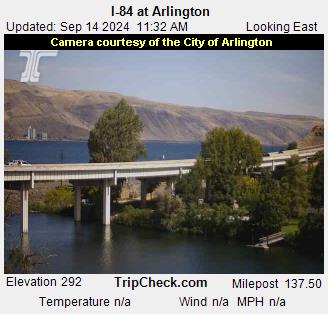 I-84 at Arlington
Updated: Sep 14 2024 11:32 AM Looking East
Camera courtesy of the City of Arlington
Elevation 292 TripCheck.com Milepost 137.50
Temperature n/a Wind n/a MPH n/a